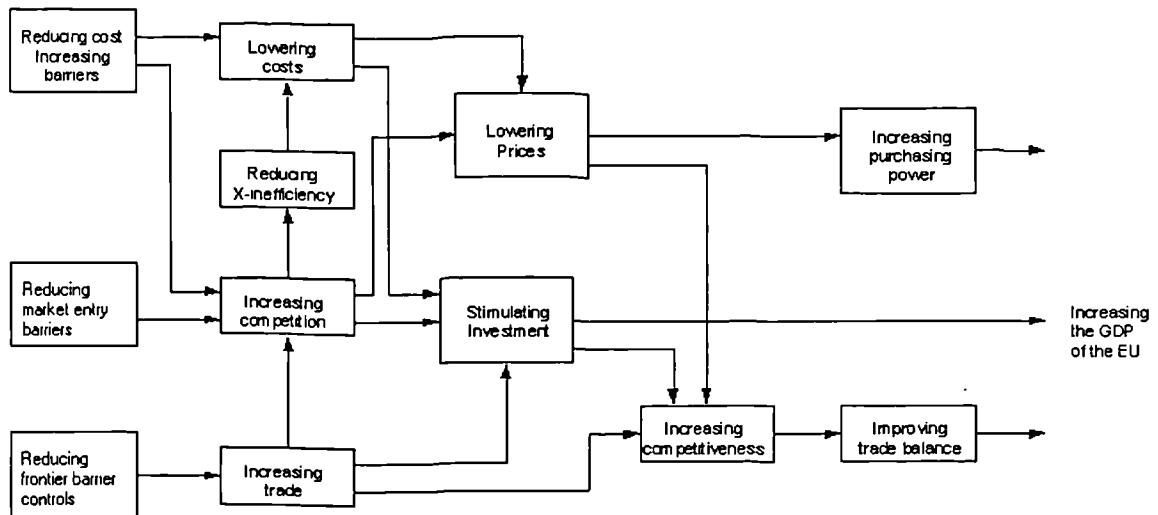 Reducing cost
Increasing
barriers
Lowering
costs
Lowering
Prices
Increasing
purchasing
power
Reducing
X-inefficiency
Reducing
market entry
barriers
Increasing
competition
Stimulating
Investment
Increasing
the GDP
of the EU
Reducing
frontier barrier
controls
Increasing
trade
Increasing
competitiveness
Improving
trade balance